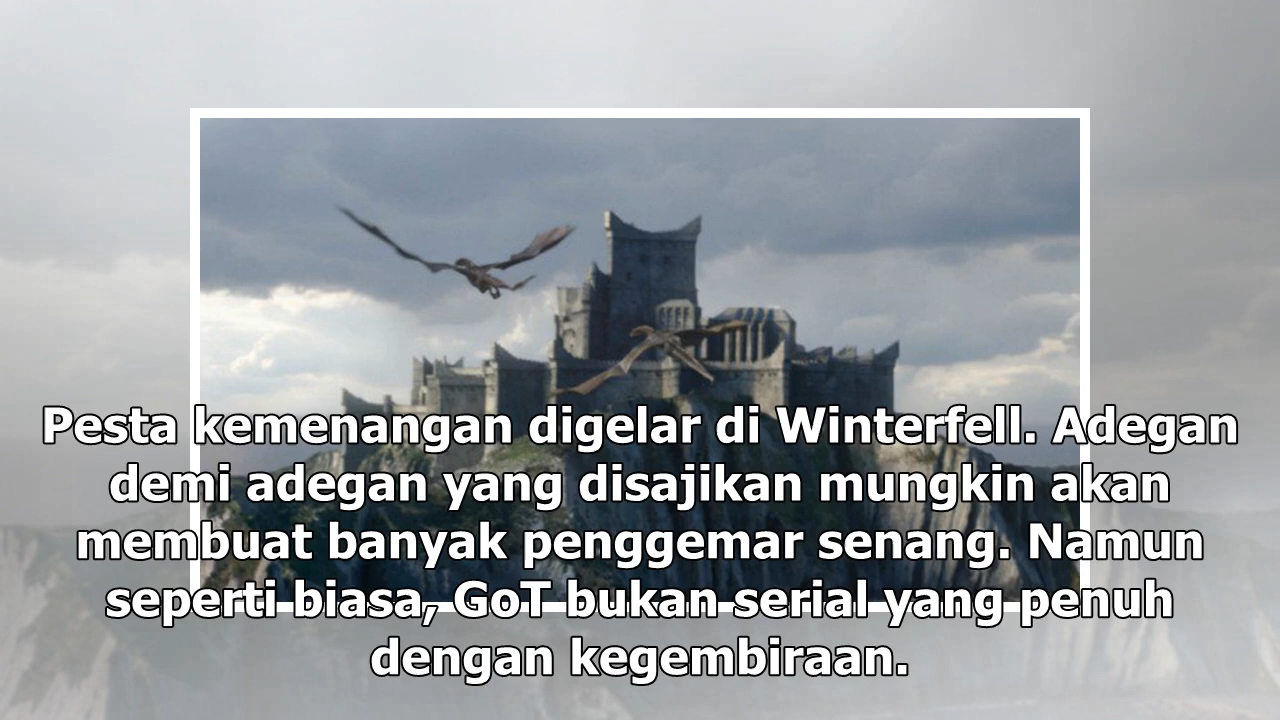 Pesta kemenangan digelar di Winterfell. Adegan
demi adegan yang disajikan mungkin akan
membuat banyak penggemar senang. Namun
seperti biasa, GoT bukan serial yang penuh
dengan kegembiraan.